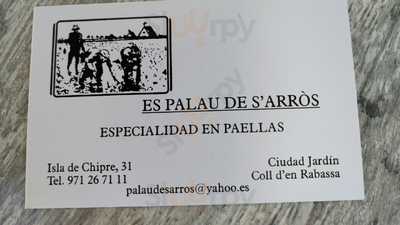 ES PALAU DE S'ARRÒS
ESPECIALIDAD EN PAELLAS
Isla de Chipre, 31
Tel. 971 26 71 11
Ciudad Jardín
Coll d'en Rabassa
palaudesarros@yahoo.es